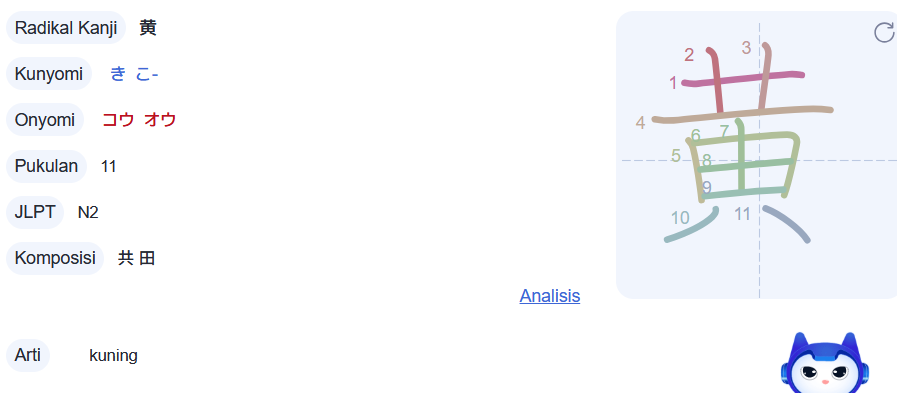 Radikal Kanji 黄
Kunyomi き こ-
Onyomi コウ オウ
Pukulan 11
JLPT N2
Komposisi 共 田
Analisis
Arti kuning
2 3
1
4
6 7
5 8
9
10 11
黄